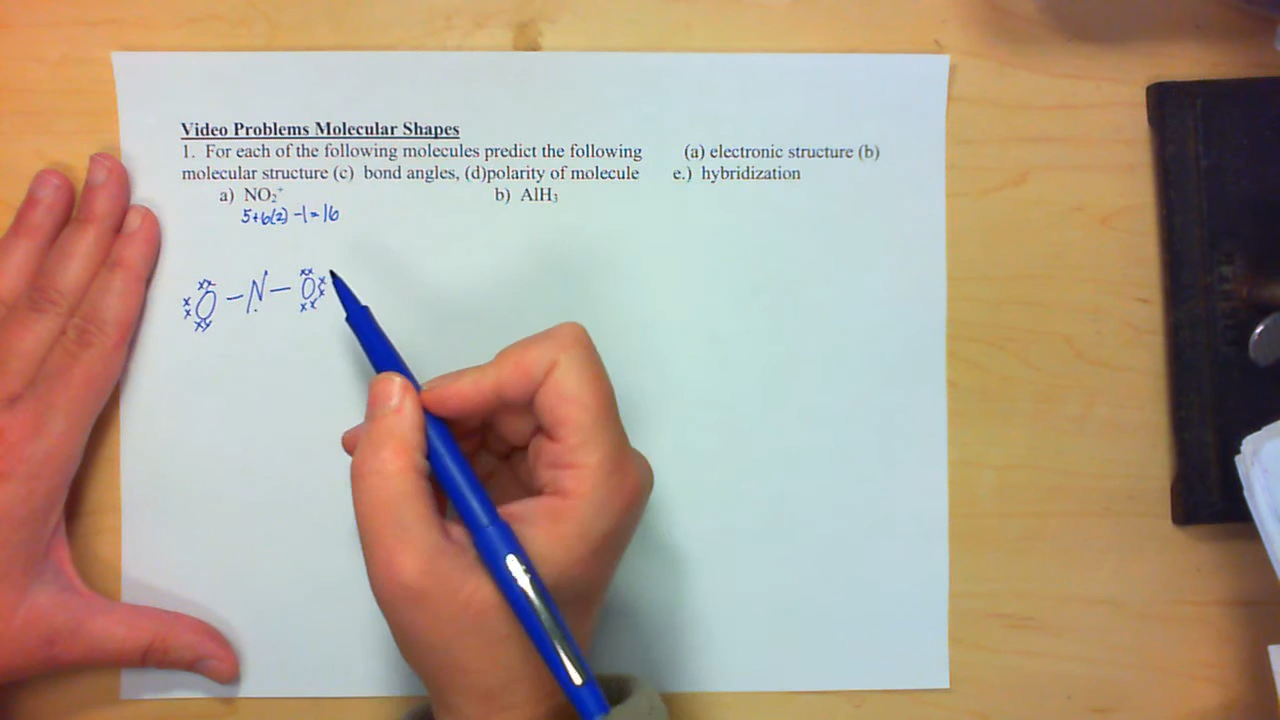 Video Problems Molecular Shapes
1. For each of the following molecules predict the following (a) electronic structure (b)
molecular structure (c) bond angles, (d)polarity of molecule e.) hybridization
a) NO₂⁺ b) AlH₃
5+6(2) -1=16
O - N - O